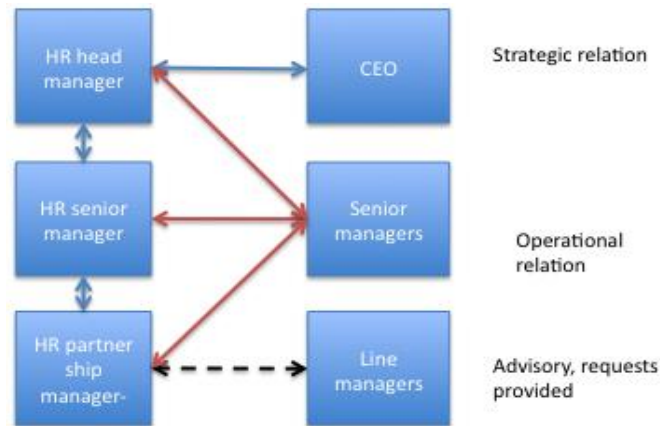 HR head
manager
CEO
Strategic relation
HR senior
manager
Senior
managers
Operational
relation
HR partner
ship
manager-
Line
managers
Advisory, requests
provided